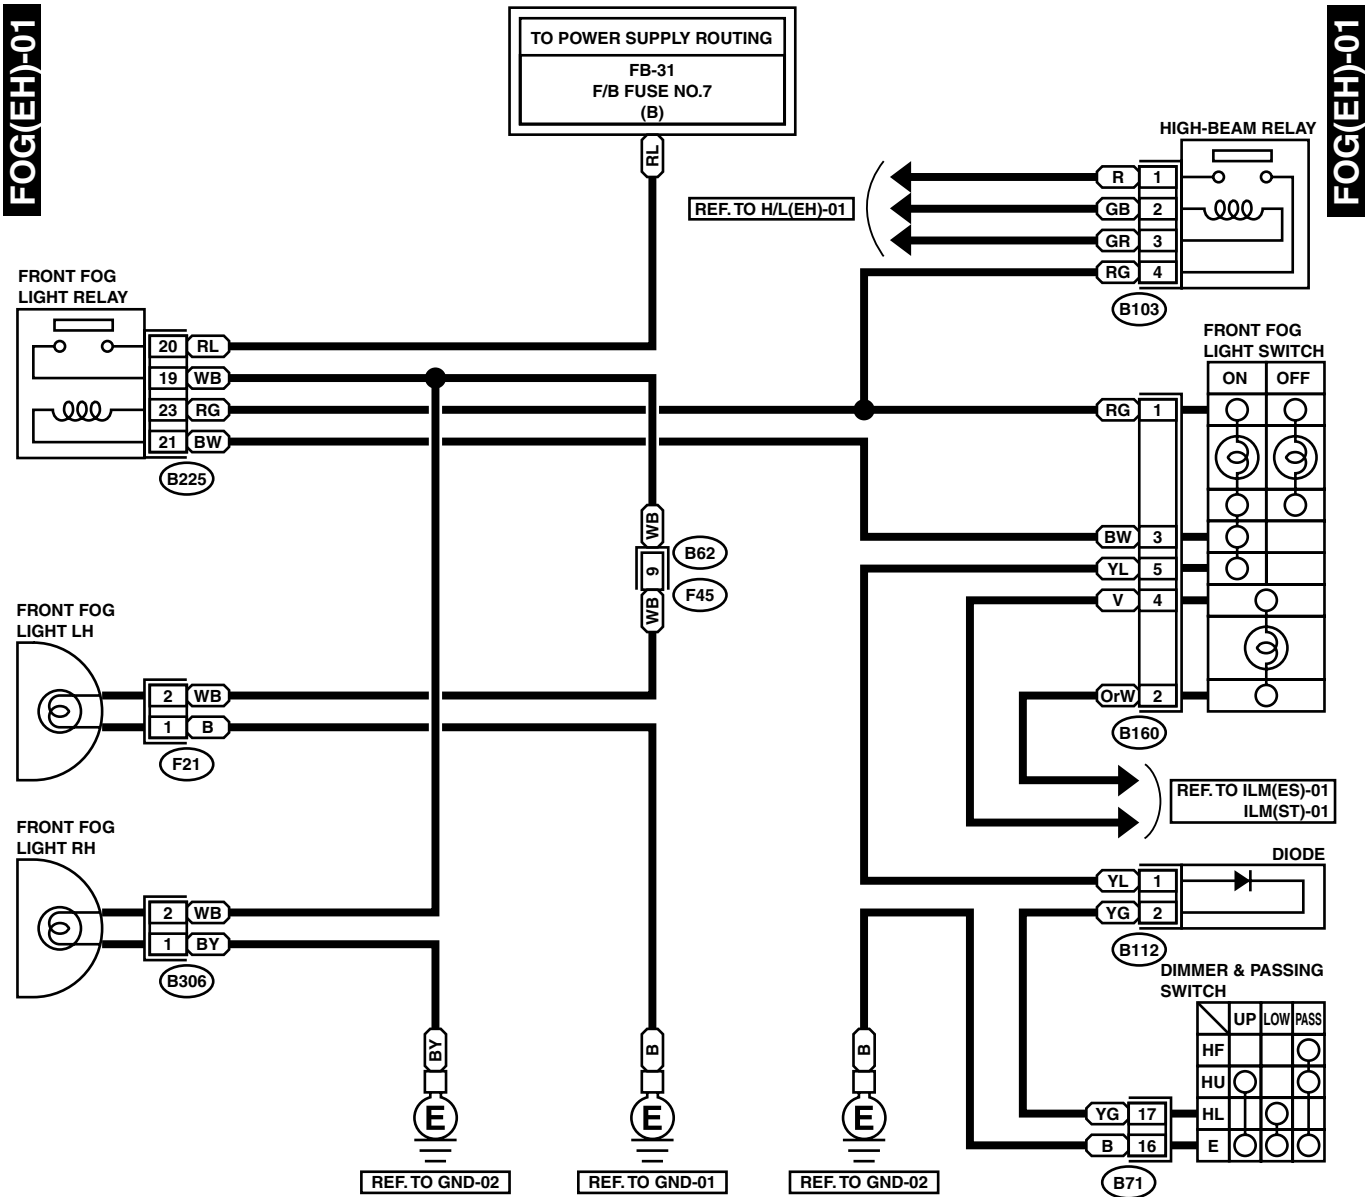 FOG(EH)-01
FOG(EH)-01
TO POWER SUPPLY ROUTING
FB-31
F/B FUSE NO.7
(B)
RL
HIGH-BEAM RELAY
R 1
GB 2
GR 3
RG 4
B103
REF. TO H/L(EH)-01
FRONT FOG
LIGHT RELAY
20 RL
19 WB
23 RG
21 BW
B225
FRONT FOG
LIGHT SWITCH
ON OFF
RG 1
BW 3
YL 5
V 4
OrW 2
B160
WB
B62
9
F45
WB
FRONT FOG
LIGHT LH
2 WB
1 B
F21
REF. TO ILM(ES)-01
ILM(ST)-01
FRONT FOG
LIGHT RH
2 WB
1 BY
B306
DIODE
YL 1
YG 2
B112
DIMMER & PASSING
SWITCH
UP LOW PASS
HF
HU
HL
E
YG 17
B 16
B71
BY
E
REF. TO GND-02
B
E
REF. TO GND-01
B
E
REF. TO GND-02